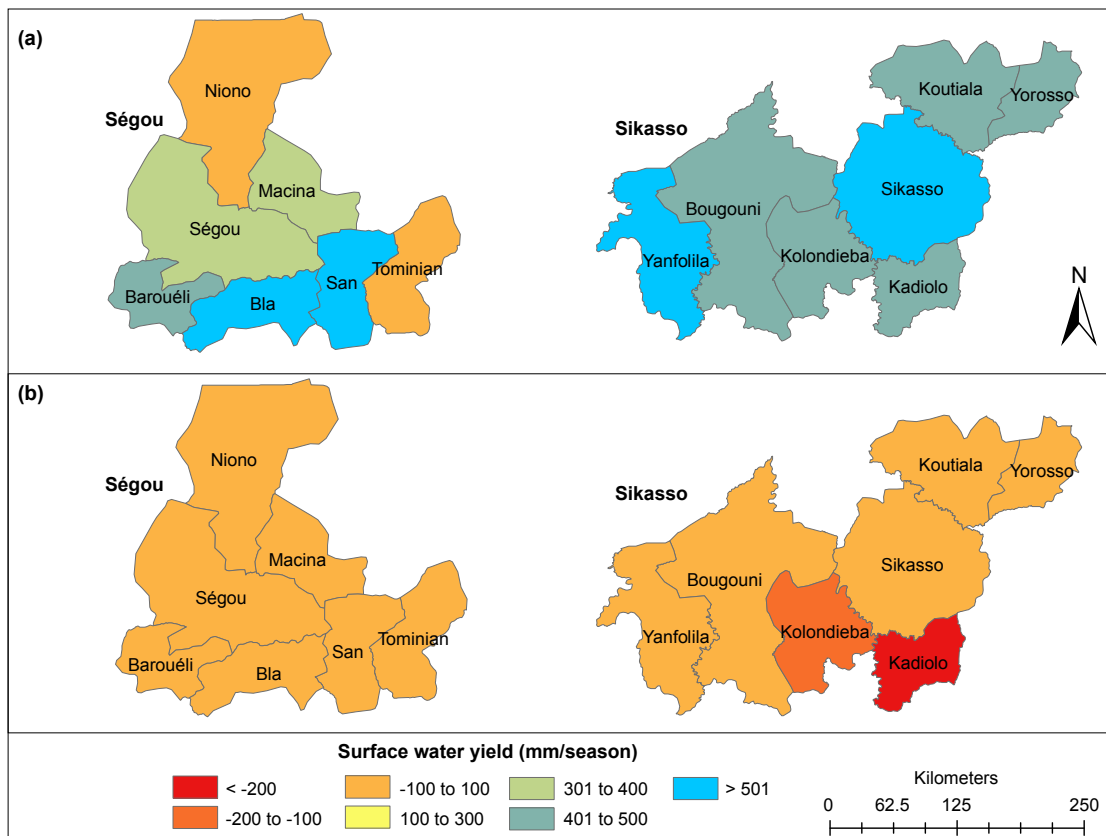 (a)
Niono
Ségou
Macina
Ségou
Barouéli
Bla
San
Tominian
Sikasso
Koutiala
Yorosso
Sikasso
Bougouni
Yanfolila
Kolondieba
Kadiolo
N
(b)
Niono
Ségou
Macina
Ségou
Barouéli
Bla
San
Tominian
Sikasso
Koutiala
Yorosso
Sikasso
Bougouni
Yanfolila
Kolondieba
Kadiolo
Surface water yield (mm/season)
< -200
-100 to 100
301 to 400
> 501
-200 to -100
100 to 300
401 to 500
Kilometers
0 62.5 125 250